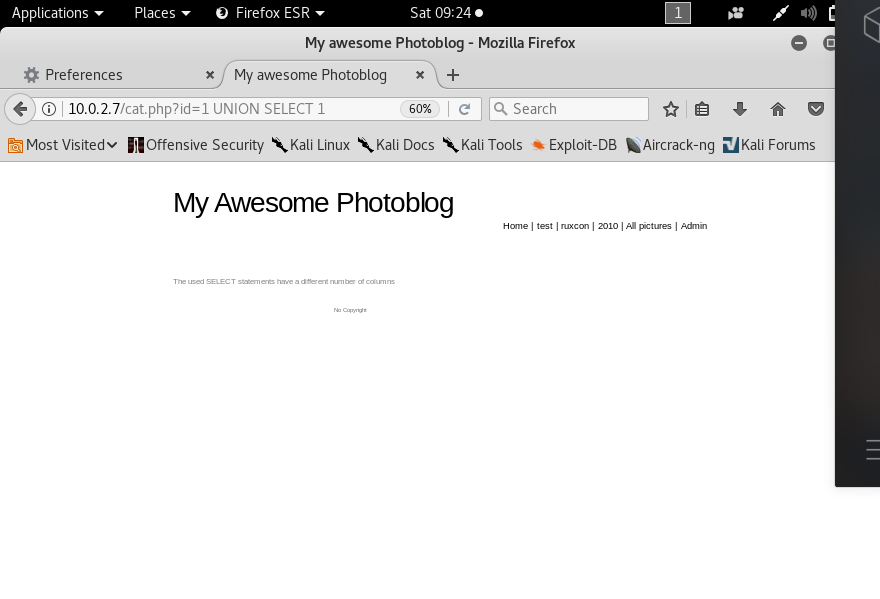 Applications Places Firefox ESR Sat 09:24 1
My awesome Photoblog - Mozilla Firefox
Preferences × My awesome Photoblog × +
10.0.2.7/cat.php?id=1 UNION SELECT 1 60% Search
Most Visited Offensive Security Kali Linux Kali Docs Kali Tools Exploit-DB Aircrack-ng Kali Forums
My Awesome Photoblog
Home | test | ruxcon | 2010 | All pictures | Admin
The used SELECT statements have a different number of columns
No Copyright